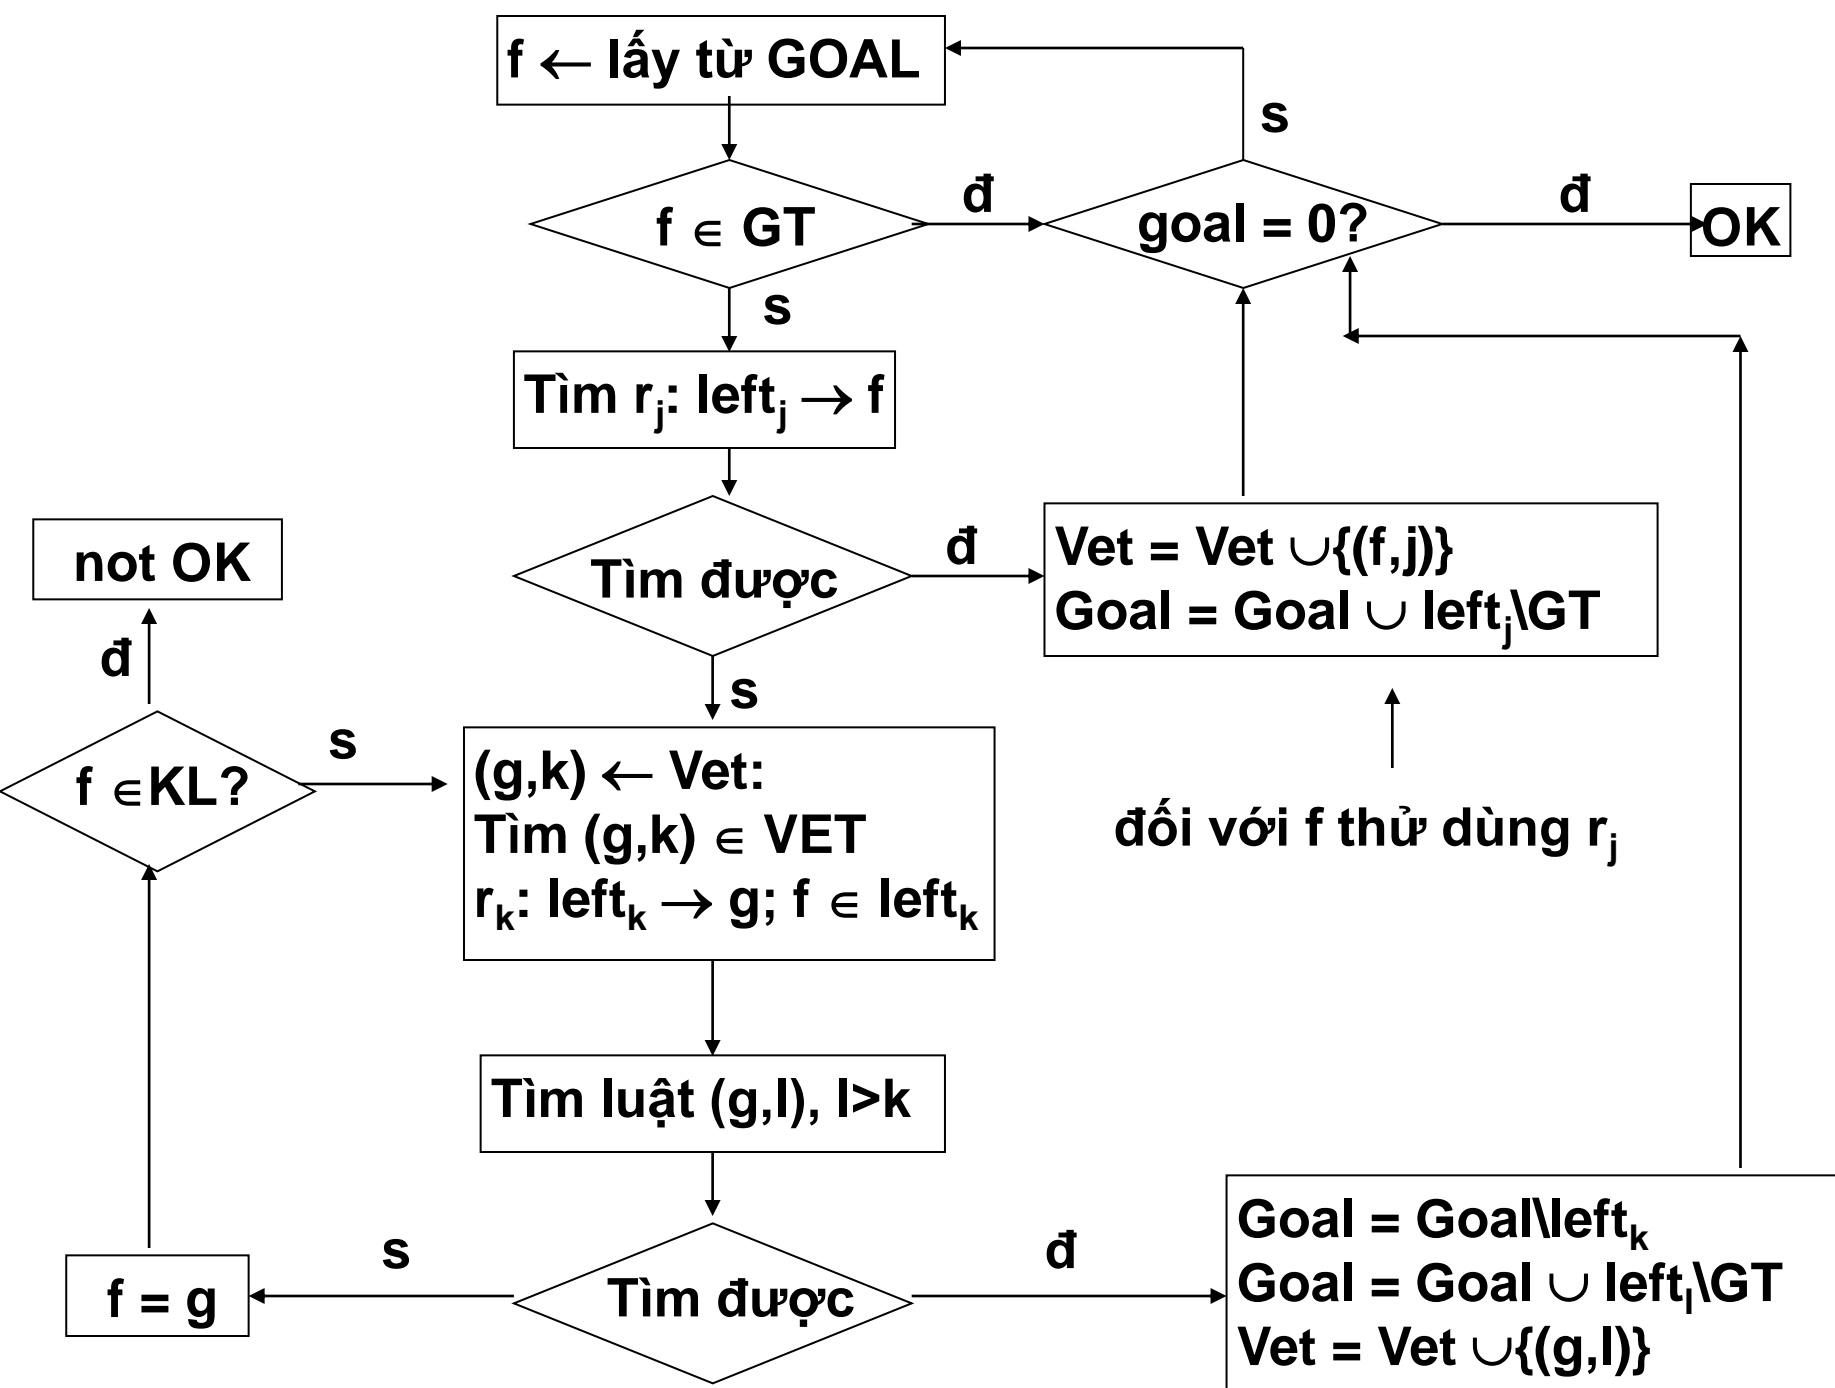 f ← lấy từ GOAL
s
f ∈ GT
đ
goal = 0?
đ
OK
s
Tìm rj: leftj → f
Tìm được
đ
Vet = Vet ∪{(f,j)}
Goal = Goal ∪ leftj\GT
not OK
đ
s
f ∈KL?
s
(g,k) ← Vet:
Tìm (g,k) ∈ VET
rk: leftk → g; f ∈ leftk
đối với f thử dùng rj
Tìm luật (g,l), l>k
s
Tìm được
đ
f = g
Goal = Goal\leftk
Goal = Goal ∪ leftl\GT
Vet = Vet ∪{(g,l)}